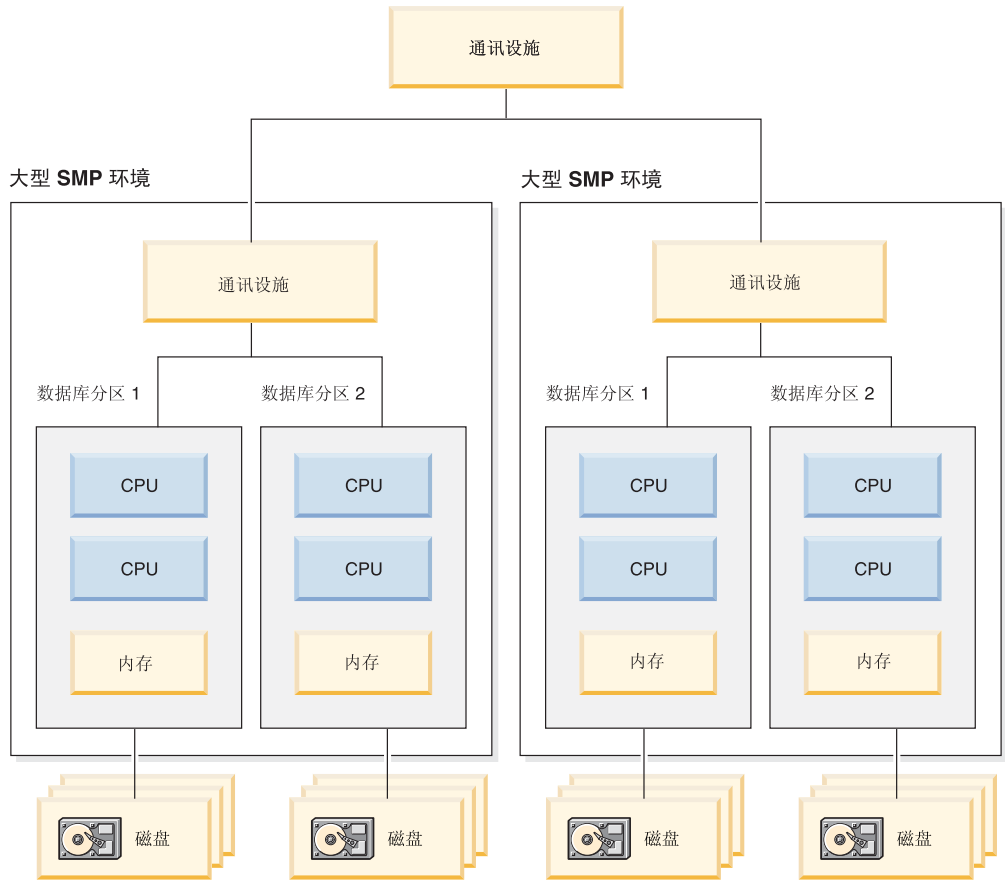 通讯设施
大型 SMP 环境
大型 SMP 环境
通讯设施
通讯设施
数据库分区 1
数据库分区 2
数据库分区 1
数据库分区 2
CPU
CPU
CPU
CPU
CPU
CPU
CPU
CPU
内存
内存
内存
内存
磁盘
磁盘
磁盘
磁盘